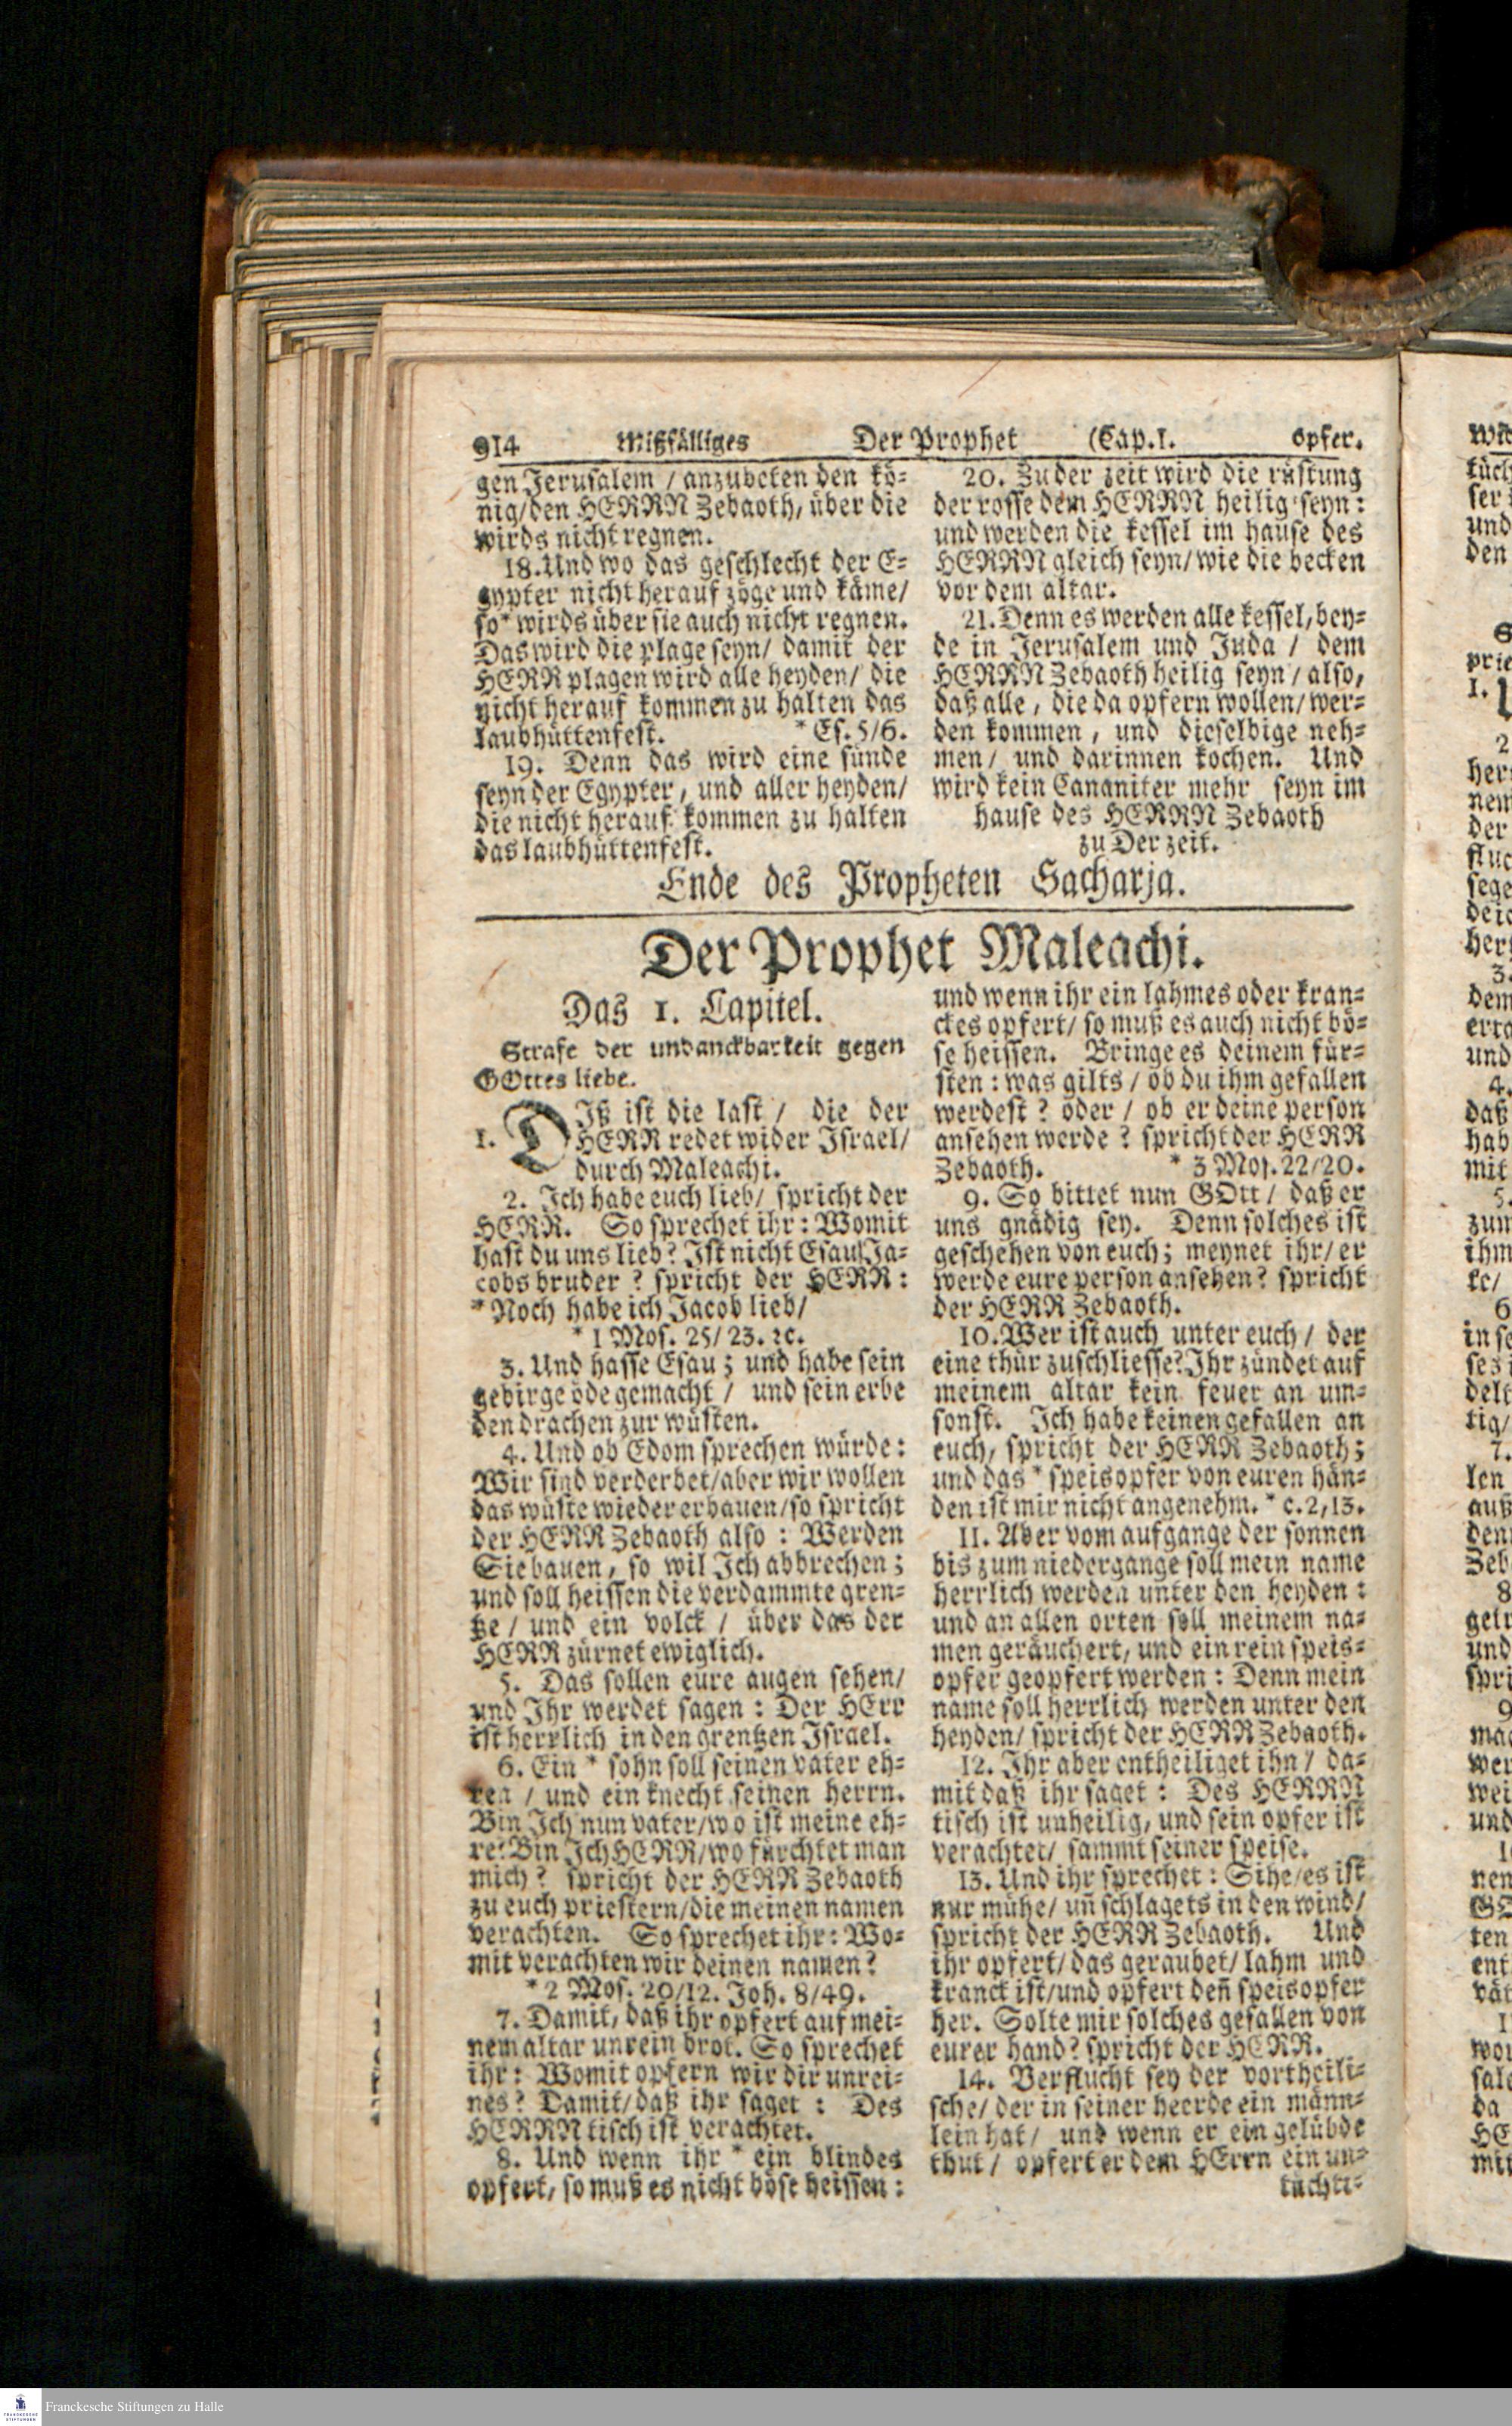 914 Mißfälliges Der Prophet (Cap.1. opfer.
gen Jerusalem / anzubeten den kö-
nig/den HERRN Zebaoth, über die
wirds nicht regnen.
18.Und wo das geschlecht der E-
gypter nicht herauf zöge und käme/
so* wirds über sie auch nicht regnen.
Das wird die plage seyn/ damit der
HERR plagen wird alle heyden/ die
nicht herauf kommen zu halten das
laubhüttenfest. * Es. 5/6.
19. Denn das wird eine sünde
seyn der Egypter, und aller heyden/
die nicht herauf kommen zu halten
das laubhüttenfest.
20. Zu der zeit wird die rüstung
der rosse dem HERRN heilig seyn:
und werden die kessel im hause des
HERRN gleich seyn/ wie die becken
vor dem altar.
21.Denn es werden alle kessel, bey-
de in Jerusalem und Juda / dem
HERRN Zebaoth heilig seyn / also,
daß alle, die da opfern wollen/ wer-
den kommen, und dieselbige neh-
men/ und darinnen kochen. Und
wird kein Cananiter mehr seyn im
hause des HERRN Zebaoth
zu Der zeit.
Ende des Propheten Sacharja.
Der Prophet Maleachi.
Das 1. Capitel.
Strafe der undanckbarkeit gegen
GOttes liebe.
1. DIß ist die last / die der
HERR redet wider Israel/
durch Maleachi.
2. Ich habe euch lieb/ spricht der
HERR. So sprechet ihr: Womit
hast du uns lieb? Ist nicht Esau Ja-
cobs bruder ? spricht der HERR:
*Noch habe ich Jacob lieb/
* 1 Mos. 25/ 23. ꝛc.
3. Und hasse Esau; und habe sein
gebirge öde gemacht / und sein erbe
den drachen zur wüsten.
4. Und ob Edom sprechen würde:
Wir sind verderbet/aber wir wollen
das wüste wieder erbauen/so spricht
der HERR Zebaoth also : Werden
Sie bauen, so wil Ich abbrechen;
und soll heissen die verdammte gren-
tze / und ein volck / über das der
HERR zürnet ewiglich.
5. Das sollen eure augen sehen/
und Ihr werdet sagen : Der HErr
ist herrlich in den grentzen Israel.
6. Ein * sohn soll seinen vater eh-
ren / und ein knecht seinen herrn.
Bin Ich nun vater/wo ist meine eh-
re? Bin Ich HERR/wo fürchtet man
mich ? spricht der HERR Zebaoth
zu euch priestern/die meinen namen
verachten. So sprechet ihr: Wo-
mit verachten wir deinen namen?
* 2 Mos. 20/12. Joh. 8/49.
7. Damit, daß ihr opfert auf mei-
nem altar unrein brot. So sprechet
ihr: Womit opfern wir dir unrei-
nes? Damit/daß ihr saget : Des
HERRN tisch ist verachtet.
8. Und wenn ihr * ein blindes
opfert, so muß es nicht böse heissen:
und wenn ihr ein lahmes oder kran-
ckes opfert/ so muß es auch nicht bö-
se heissen. Bringe es deinem für-
sten : was gilts / ob du ihm gefallen
werdest ? oder / ob er deine person
ansehen werde ? spricht der HERR
Zebaoth. * 3 Mos. 22/20.
9. So bittet nun GOtt / daß er
uns gnädig sey. Denn solches ist
geschehen von euch; meynet ihr/ er
werde eure person ansehen? spricht
der HERR Zebaoth.
10.Wer ist auch unter euch / der
eine thür zuschliesse?Ihr zündet auf
meinem altar kein feuer an um-
sonst. Ich habe keinen gefallen an
euch, spricht der HERR Zebaoth;
und das * speisopfer von euren hän-
den ist mir nicht angenehm. * c. 2,13.
11. Aber vom aufgange der sonnen
bis zum niedergange soll mein name
herrlich werden unter den heyden :
und an allen orten soll meinem na-
men geräuchert, und ein rein speis-
opfer geopfert werden : Denn mein
name soll herrlich werden unter den
heyden/ spricht der HERR Zebaoth.
12. Ihr aber entheiliget ihn / da-
mit daß ihr saget : Des HERRN
tisch ist unheilig, und sein opfer ist
verachtet/ sammt seiner speise.
13. Und ihr sprechet : Sihe/es ist
nur mühe/ uñ schlagets in den wind/
spricht der HERR Zebaoth. Und
ihr opfert/ das geraubet/ lahm und
kranck ist/und opfert deñ speisopfer
her. Solte mir solches gefallen von
eurer hand? spricht der HERR.
14. Verflucht sey der vortheili-
sche/ der in seiner heerde ein männ-
lein hat/ und wenn er ein gelübde
thut / opfert er dem HErrn ein un-
tüchti-
Franckesche Stiftungen zu Halle